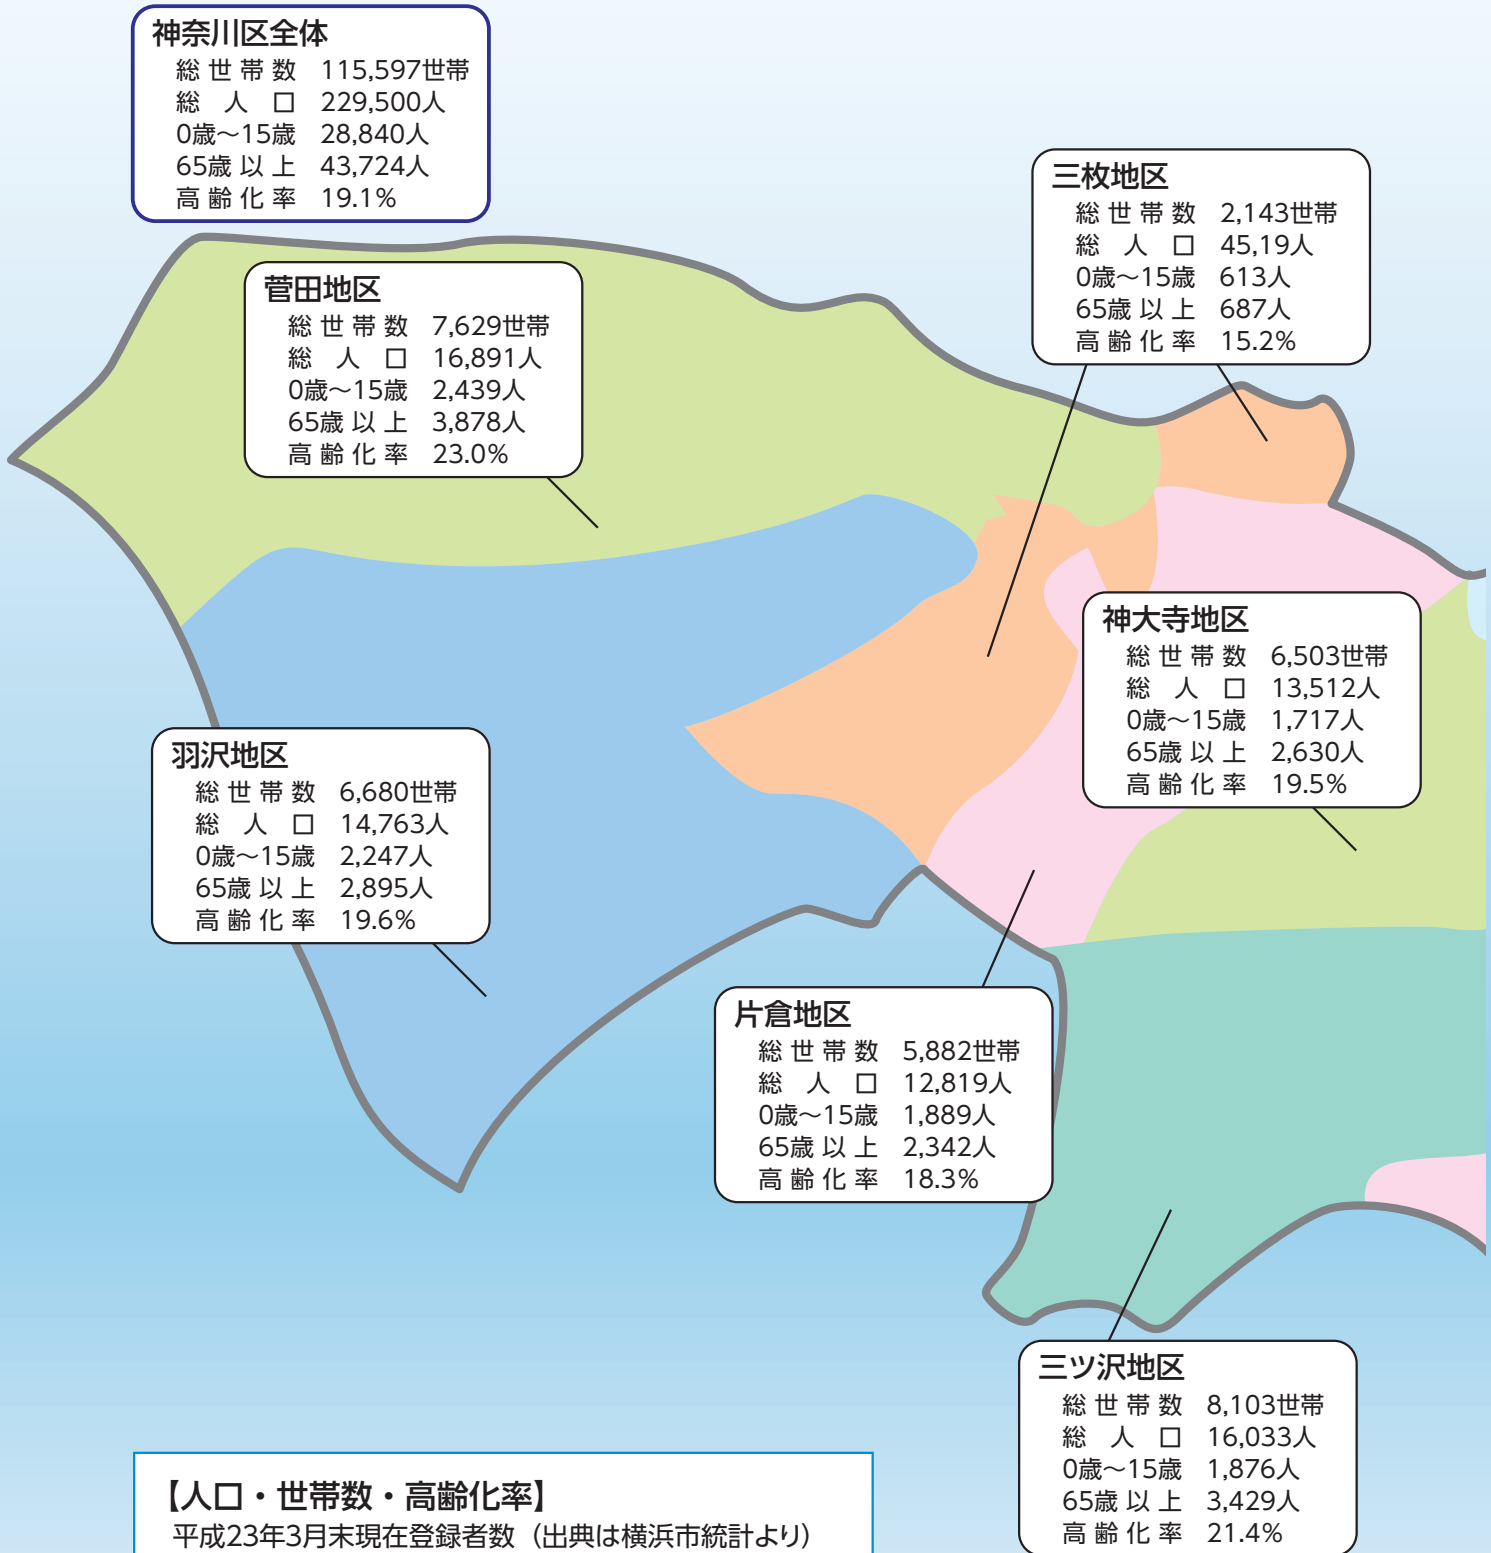 神奈川区全体
総世帯数 115,597世帯
総人口 229,500人
0歳～15歳 28,840人
65歳以上 43,724人
高齢化率 19.1%
三枚地区
総世帯数 2,143世帯
総人口 45,19人
0歳～15歳 613人
65歳以上 687人
高齢化率 15.2%
菅田地区
総世帯数 7,629世帯
総人口 16,891人
0歳～15歳 2,439人
65歳以上 3,878人
高齢化率 23.0%
神大寺地区
総世帯数 6,503世帯
総人口 13,512人
0歳～15歳 1,717人
65歳以上 2,630人
高齢化率 19.5%
羽沢地区
総世帯数 6,680世帯
総人口 14,763人
0歳～15歳 2,247人
65歳以上 2,895人
高齢化率 19.6%
片倉地区
総世帯数 5,882世帯
総人口 12,819人
0歳～15歳 1,889人
65歳以上 2,342人
高齢化率 18.3%
三ツ沢地区
総世帯数 8,103世帯
総人口 16,033人
0歳～15歳 1,876人
65歳以上 3,429人
高齢化率 21.4%
【人口・世帯数・高齢化率】
平成23年3月末現在登録者数（出典は横浜市統計より）